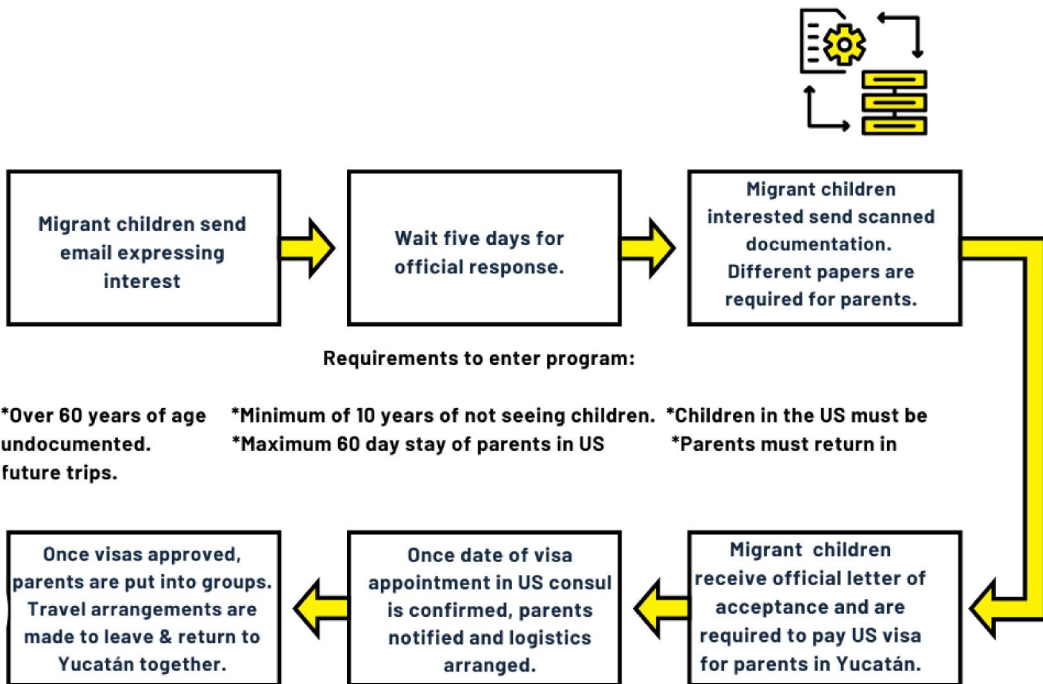 Migrant children send
email expressing
interest
Wait five days for
official response.
Migrant children
interested send scanned
documentation.
Different papers are
required for parents.
Requirements to enter program:
*Over 60 years of age *Minimum of 10 years of not seeing children. *Children in the US must be
undocumented. *Maximum 60 day stay of parents in US *Parents must return in
future trips.
Migrant children
receive official letter of
acceptance and are
required to pay US visa
for parents in Yucatán.
Once date of visa
appointment in US consul
is confirmed, parents
notified and logistics
arranged.
Once visas approved,
parents are put into groups.
Travel arrangements are
made to leave & return to
Yucatán together.